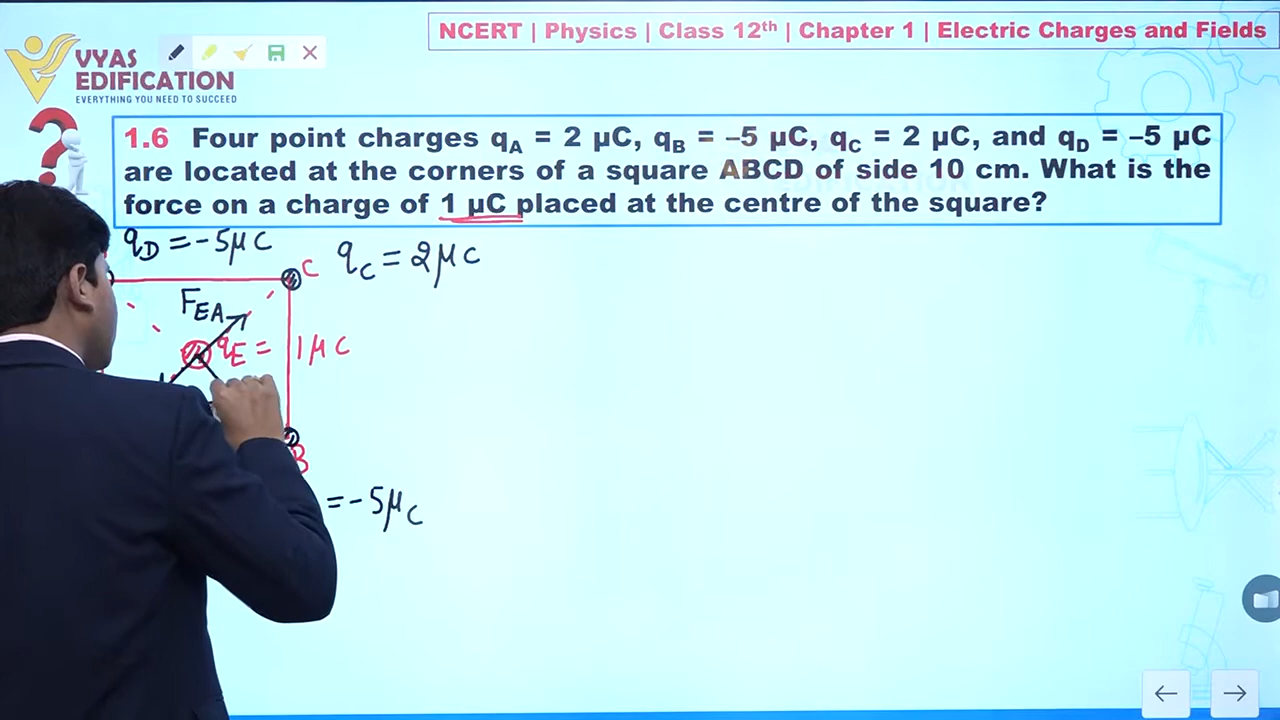 NCERT | Physics | Class 12th | Chapter 1 | Electric Charges and Fields
VYAS
EDIFICATION
EVERYTHING YOU NEED TO SUCCEED
1.6 Four point charges qA = 2 μC, qB = –5 μC, qC = 2 μC, and qD = –5 μC
are located at the corners of a square ABCD of side 10 cm. What is the
force on a charge of 1 μC placed at the centre of the square?
qD = -5μC
C qC = 2μC
FEA
qE = 1μC
B
= -5μC